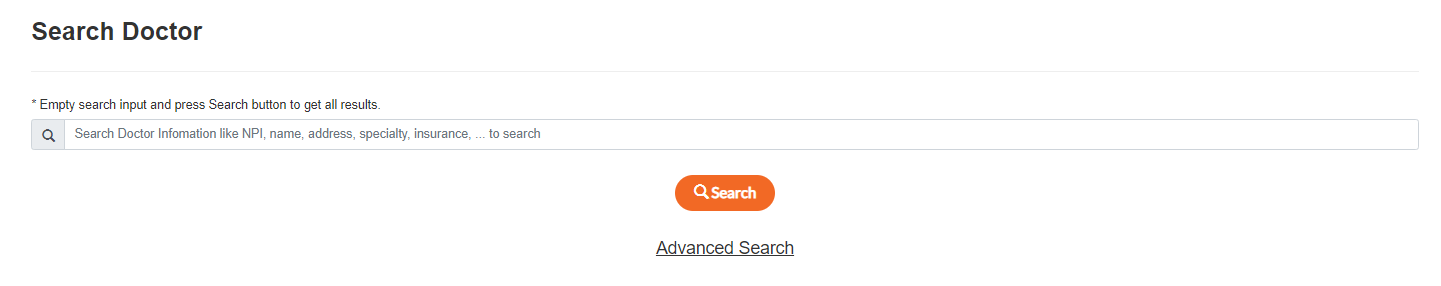 Search Doctor
* Empty search input and press Search button to get all results.
Search Doctor Infomation like NPI, name, address, specialty, insurance, ... to search
Search
Advanced Search